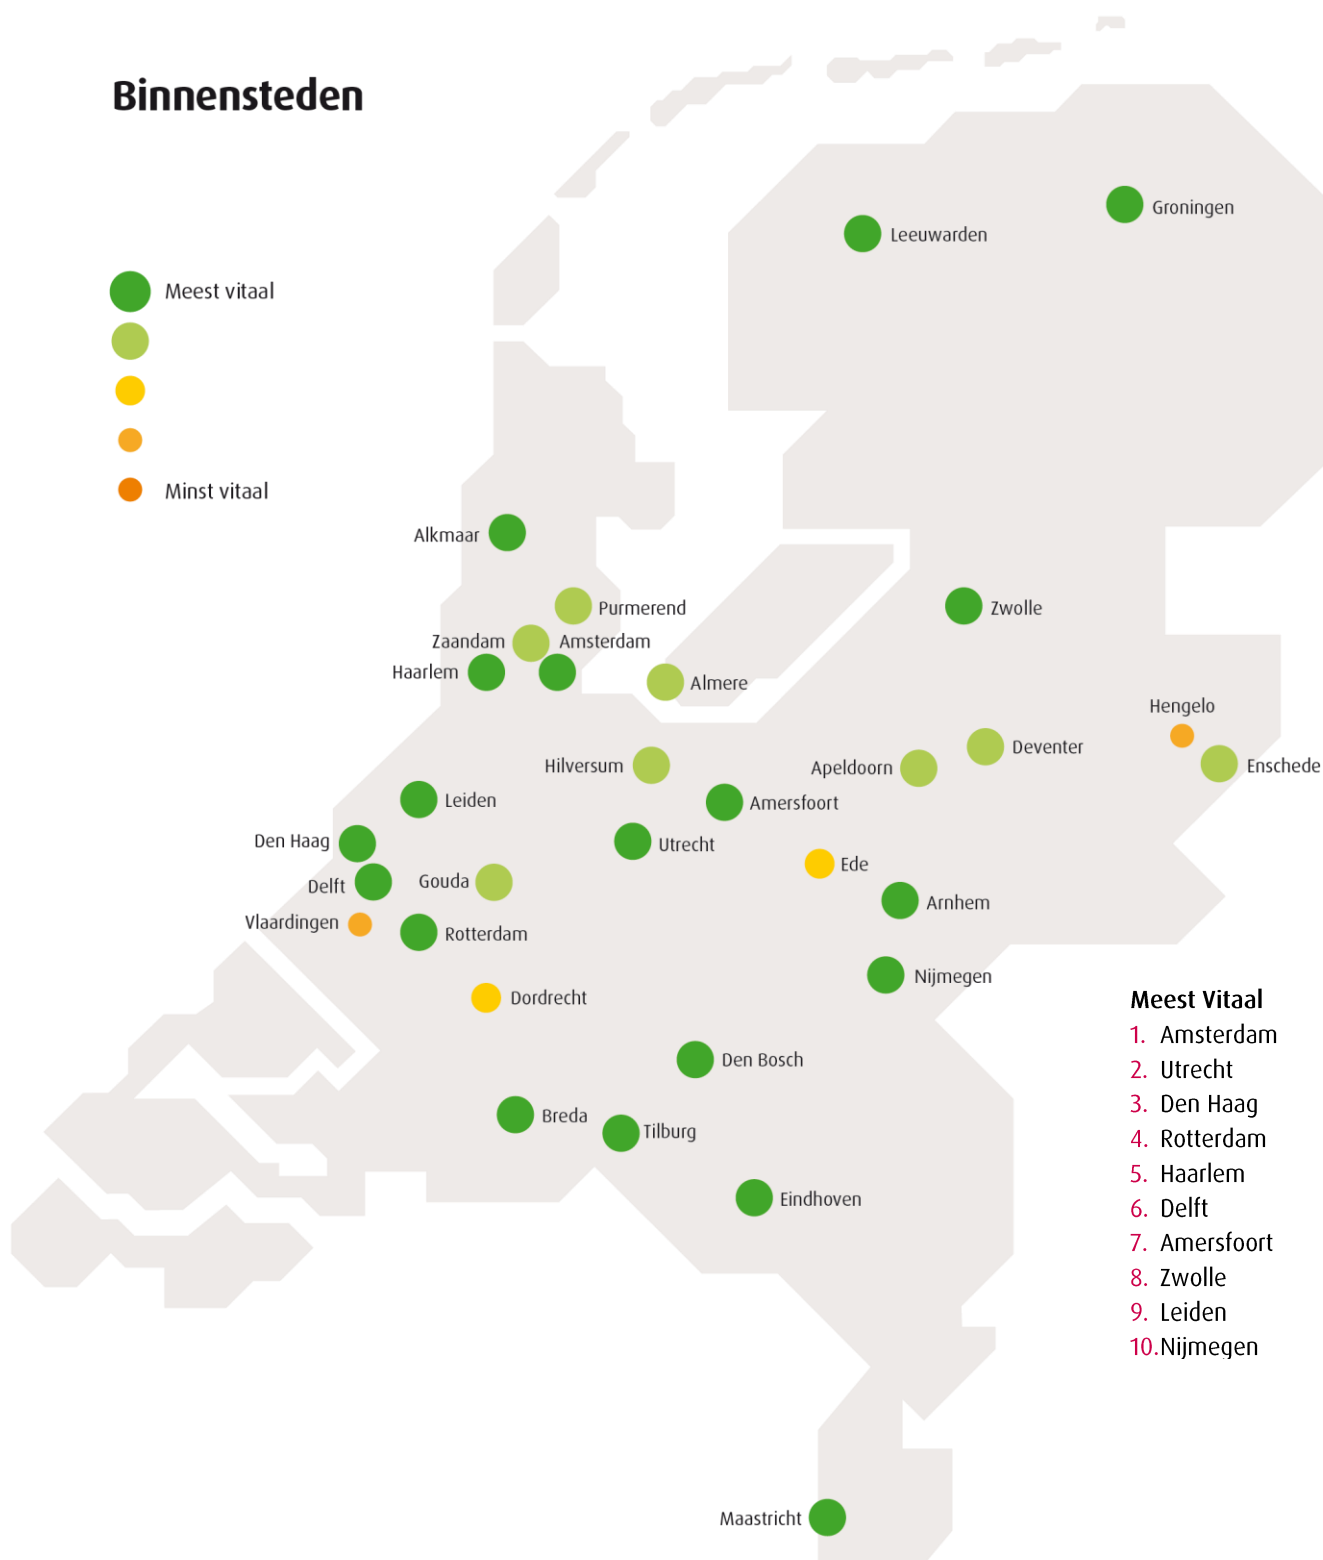 Binnensteden
Meest vitaal
Minst vitaal
Groningen
Leeuwarden
Alkmaar
Purmerend
Zwolle
Zaandam
Amsterdam
Haarlem
Almere
Hengelo
Deventer
Hilversum
Apeldoorn
Enschede
Leiden
Amersfoort
Den Haag
Utrecht
Ede
Delft
Gouda
Arnhem
Vlaardingen
Rotterdam
Nijmegen
Dordrecht
Den Bosch
Breda
Tilburg
Eindhoven
Maastricht
Meest Vitaal
1. Amsterdam
2. Utrecht
3. Den Haag
4. Rotterdam
5. Haarlem
6. Delft
7. Amersfoort
8. Zwolle
9. Leiden
10. Nijmegen